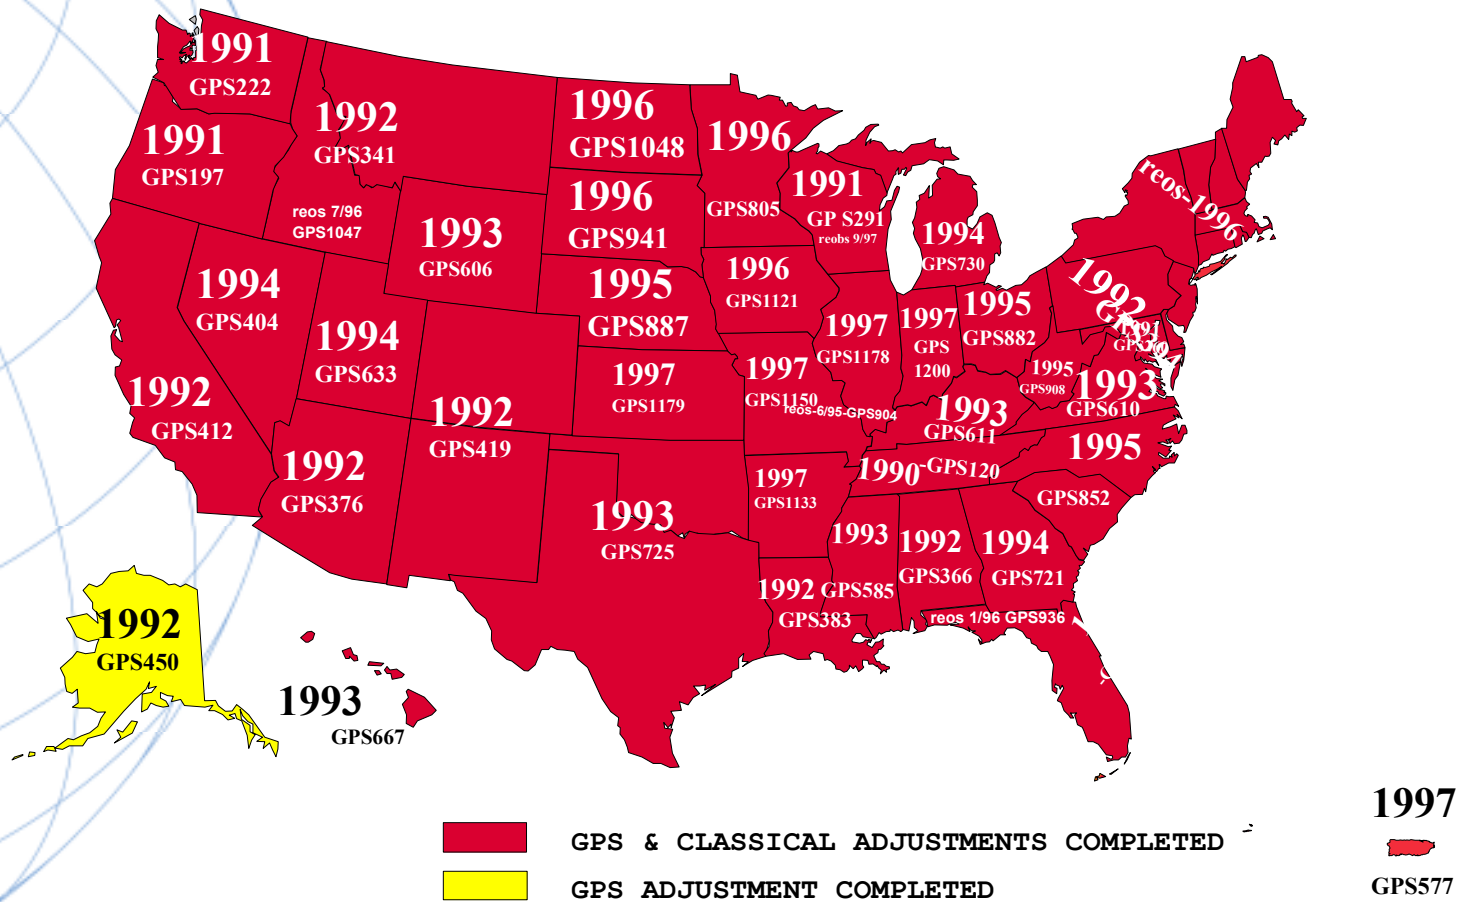 1991
GPS222
1991
GPS197
1992
GPS341
reos 7/96
GPS1047
1996
GPS1048
1996
GPS805
1996
GPS941
1991
GP S291
reobs 9/97
1993
GPS606
1994
GPS730
reos-1996
1994
GPS404
1994
GPS633
1995
GPS887
1996
GPS1121
1997
GPS1178
1997
GPS
1200
1995
GPS882
1992
1991
1992
GPS412
1992
GPS419
1997
GPS1179
1997
GPS1150
reos-6/95-GPS904
1995
GPS908
1993
GPS610
1993
GPS611
1992
GPS376
1990-GPS120
1995
GPS852
1993
GPS725
1997
GPS1133
1993
GPS585
1992
GPS366
1994
GPS721
1992
GPS383
reos 1/96 GPS936
1992
GPS450
1993
GPS667
1997
GPS577
GPS & CLASSICAL ADJUSTMENTS COMPLETED
GPS ADJUSTMENT COMPLETED